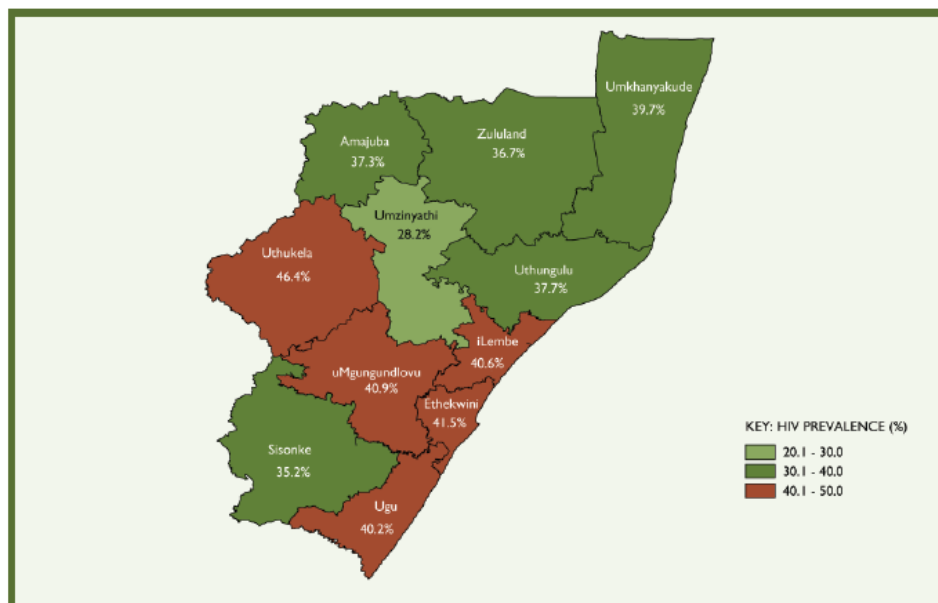 Umkhanyakude
39.7%
Zululand
36.7%
Amajuba
37.3%
Umzinyathi
28.2%
Uthukela
46.4%
Uthungulu
37.7%
iLembe
40.6%
uMgungundlovu
40.9%
Ethekwini
41.5%
Sisonke
35.2%
Ugu
40.2%
KEY: HIV PREVALENCE (%)
20.1 - 30.0
30.1 - 40.0
40.1 - 50.0